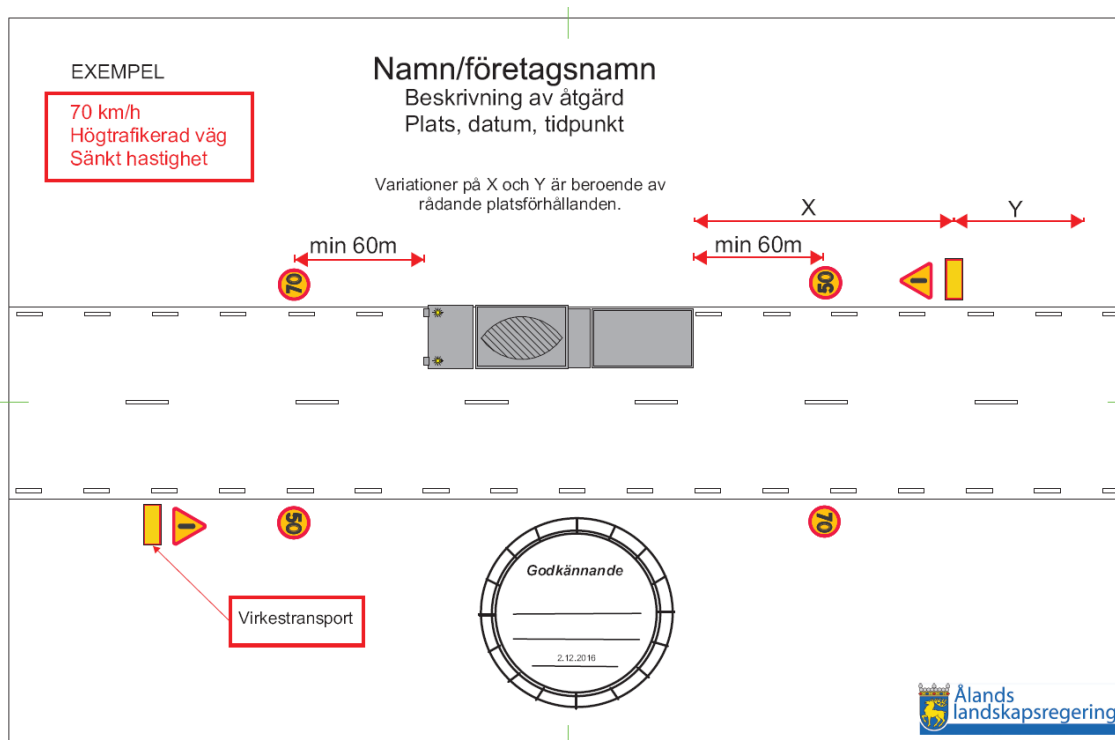 EXEMPEL
70 km/h
Högtrafikerad väg
Sänkt hastighet
Namn/företagsnamn
Beskrivning av åtgärd
Plats, datum, tidpunkt
Variationer på X och Y är beroende av
rådande platsförhållanden.
X
Y
min 60m
min 60m
70
50
50
70
Virkestransport
Godkännande
2.12.2016
Ålands
landskapsregering